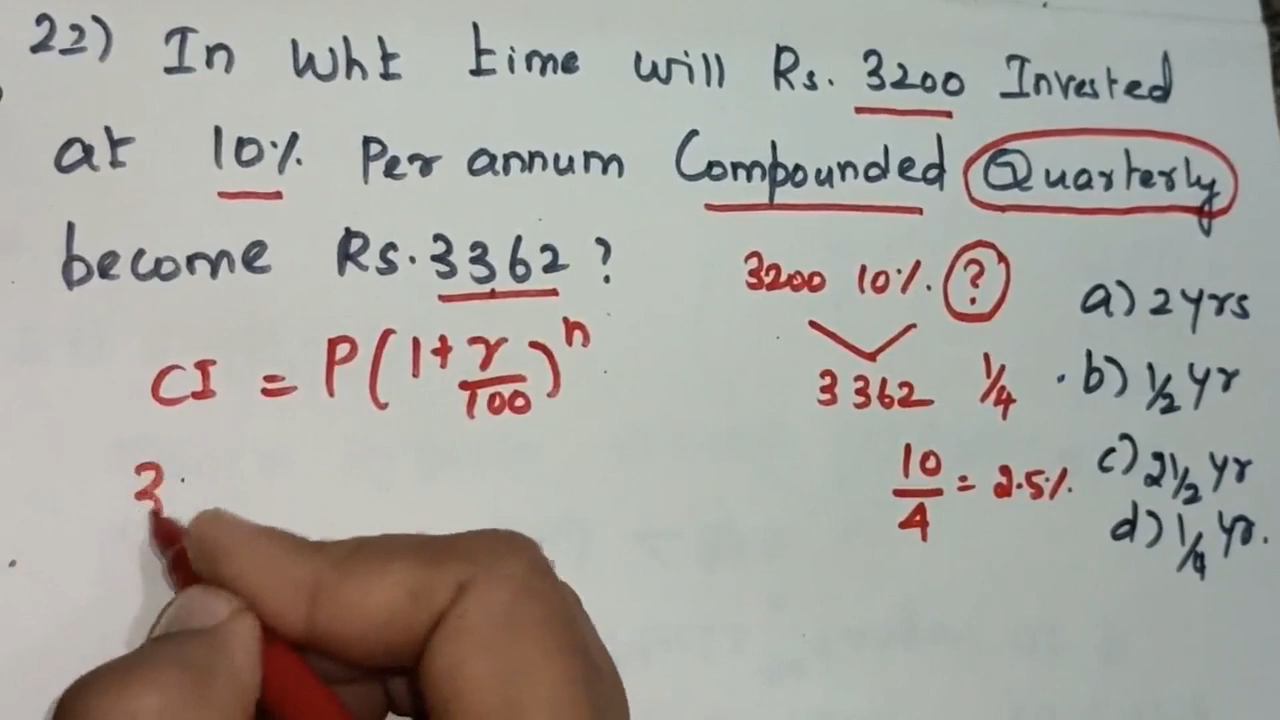 22) In Wht time will Rs. 3200 Invested
at 10% Per annum Compounded Quarterly
become Rs. 3362 ?
3200 10% ?
3362 1/4
10/4 = 2.5%
a) 2 yrs
b) 1/2 yr
c) 2 1/2 yr
d) 1/4 yr.
CI = P(1+r/100)^n
3